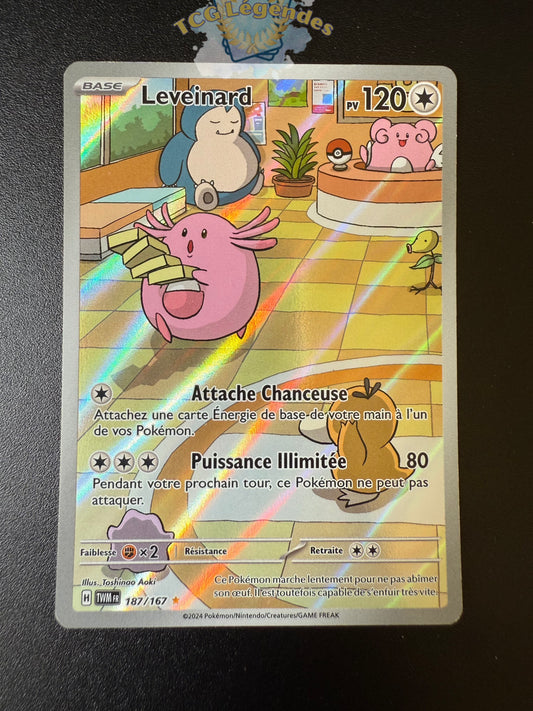 TCG Légendes
BASE
Leveinard
PV 120
Attache Chanceuse
Attachez une carte Énergie de base de votre main à l'un
de vos Pokémon.
Puissance Illimitée 80
Pendant votre prochain tour, ce Pokémon ne peut pas
attaquer.
Faiblesse ×2 Résistance Retraite
Illus. Toshinao Aoki
Ce Pokémon marche lentement pour ne pas abimer
son œuf. Il est toutefois capable de s'enfuir très vite.
H TWM FR 187/167
©2024 Pokémon/Nintendo/Creatures/GAME FREAK